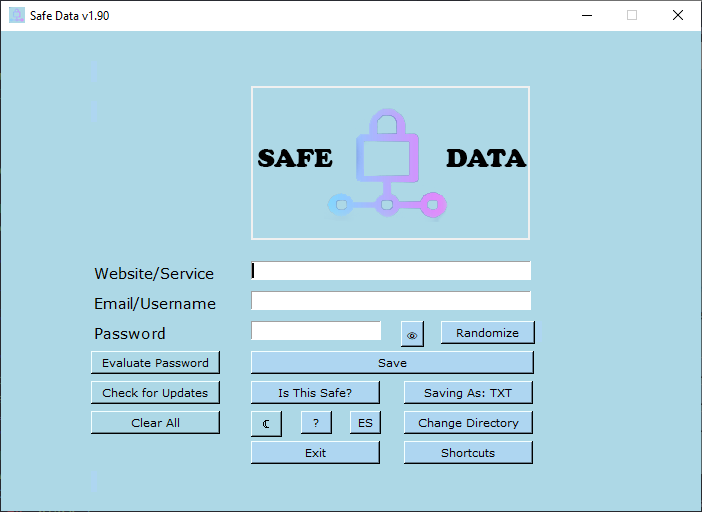 Safe Data v1.90
SAFE DATA
Website/Service
Email/Username
Password Randomize
Evaluate Password Save
Check for Updates Is This Safe? Saving As: TXT
Clear All ? ES Change Directory
Exit Shortcuts